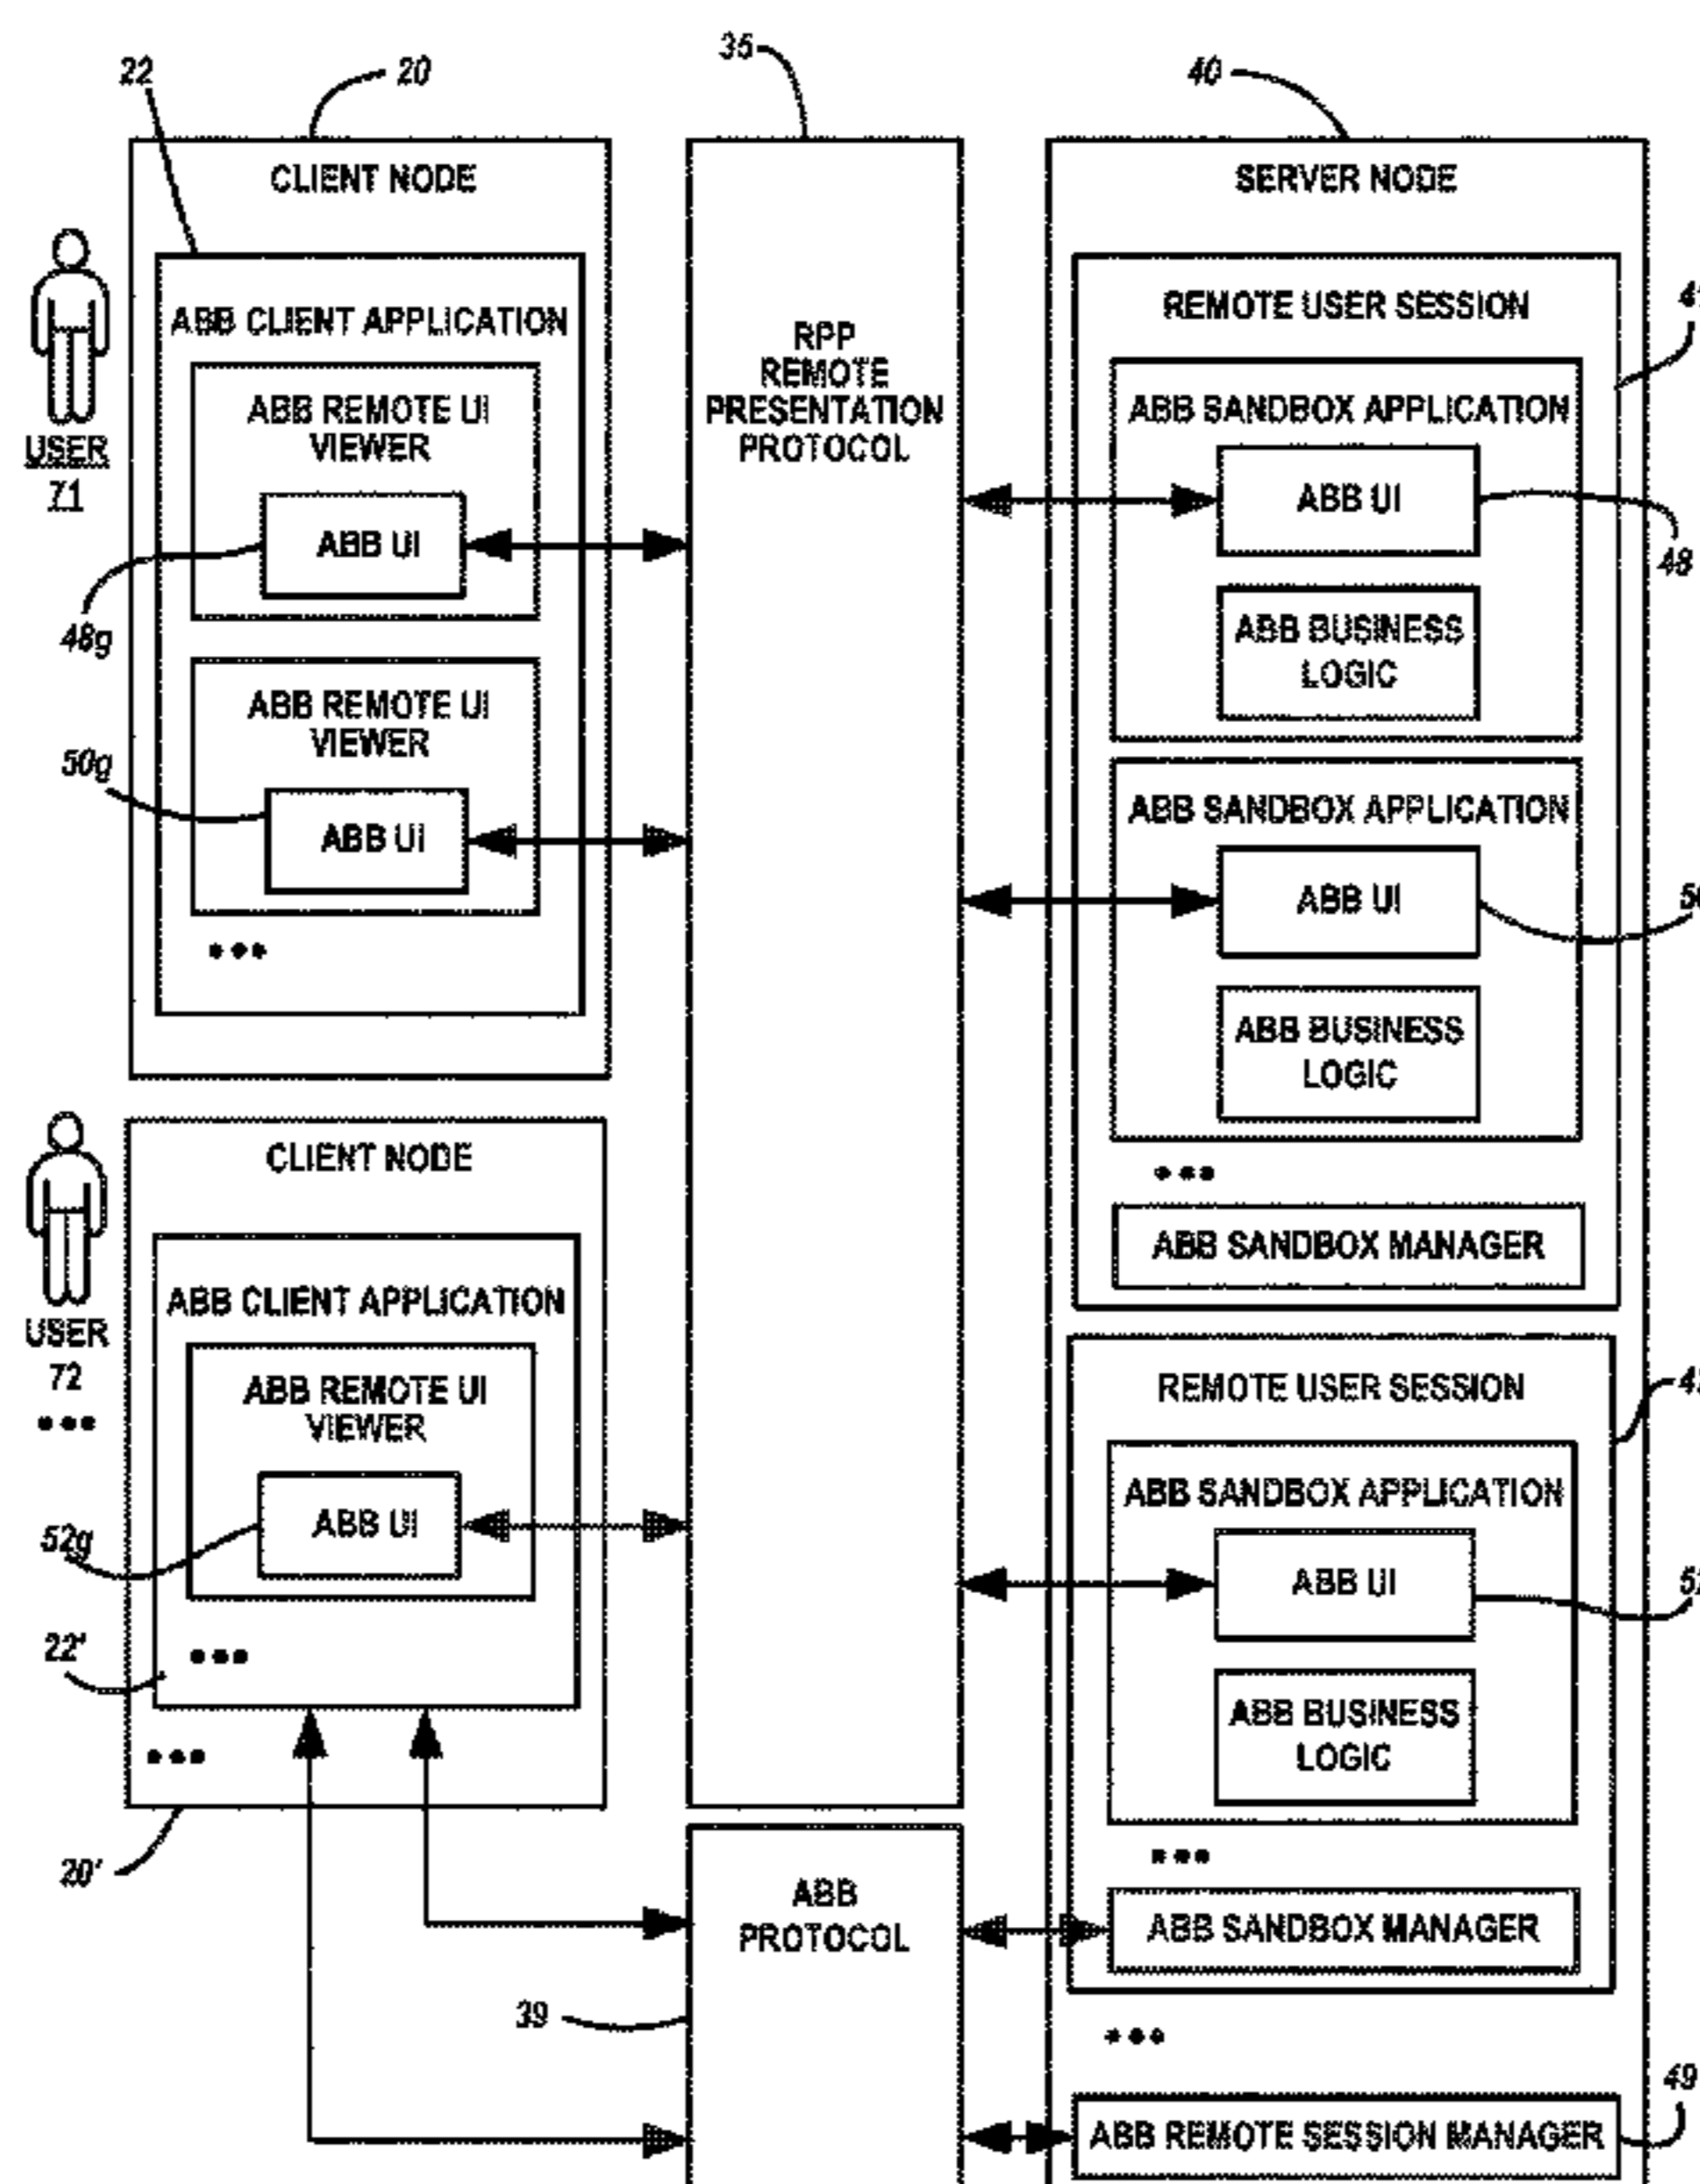 22
20
35
40
CLIENT NODE
SERVER NODE
ABB CLIENT APPLICATION
REMOTE USER SESSION
RPP
REMOTE
PRESENTATION
PROTOCOL
ABB REMOTE UI
VIEWER
ABB SANDBOX APPLICATION
USER
71
ABB UI
ABB UI
48
48g
ABB BUSINESS
LOGIC
ABB REMOTE UI
VIEWER
50g
ABB UI
ABB SANDBOX APPLICATION
ABB UI
ABB BUSINESS
LOGIC
CLIENT NODE
ABB SANDBOX MANAGER
ABB CLIENT APPLICATION
USER
72
ABB REMOTE UI
VIEWER
REMOTE USER SESSION
ABB SANDBOX APPLICATION
52g
ABB UI
ABB UI
22'
ABB BUSINESS
LOGIC
20'
ABB
PROTOCOL
ABB SANDBOX MANAGER
39
49
ABB REMOTE SESSION MANAGER